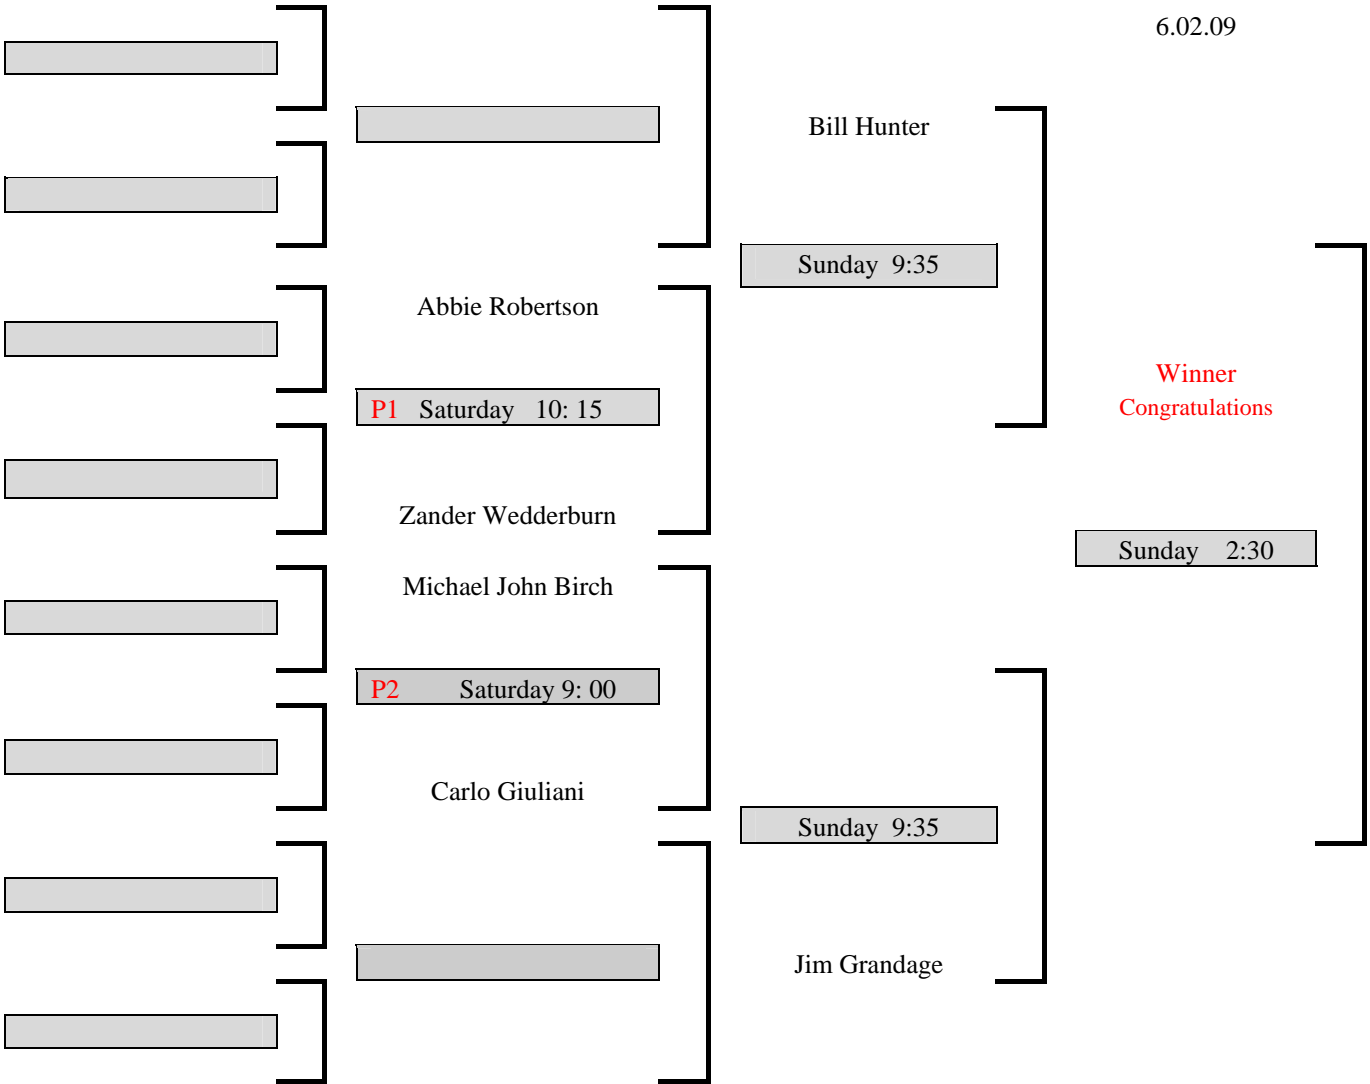 6.02.09
Bill Hunter
Sunday 9:35
Abbie Robertson
Winner
Congratulations
P1 Saturday 10: 15
Zander Wedderburn
Sunday 2:30
Michael John Birch
P2 Saturday 9: 00
Carlo Giuliani
Sunday 9:35
Jim Grandage